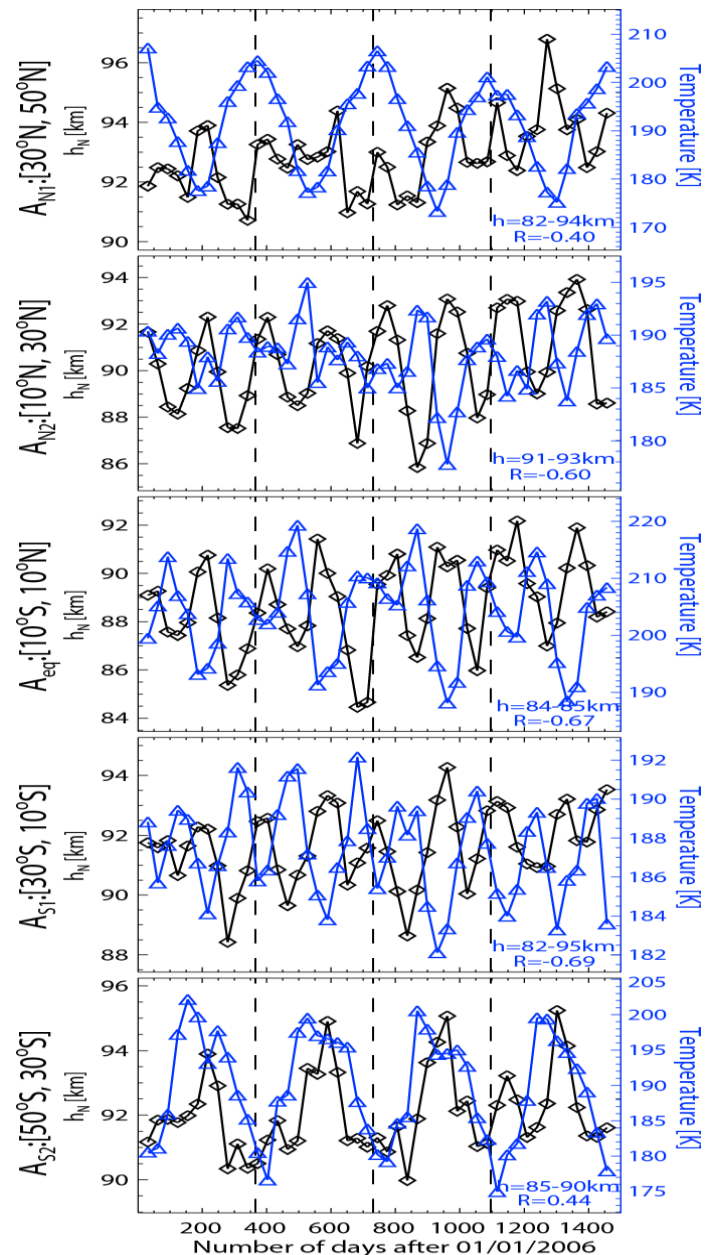 A_N1:[30°N, 50°N]
h_N [km]
96
94
92
90
210
200
190
180
170
Temperature [K]
h=82-94km
R=-0.40
A_N2:[10°N, 30°N]
h_N [km]
94
92
90
88
86
195
190
185
180
Temperature [K]
h=91-93km
R=-0.60
A_eq:[10°S, 10°N]
h_N [km]
92
90
88
86
84
220
210
200
190
Temperature [K]
h=84-85km
R=-0.67
A_S1:[30°S, 10°S]
h_N [km]
94
92
90
88
192
190
188
186
184
182
Temperature [K]
h=82-95km
R=-0.69
A_S2:[50°S, 30°S]
h_N [km]
96
94
92
90
205
200
195
190
185
180
175
Temperature [K]
h=85-90km
R=0.44
200 400 600 800 1000 1200 1400
Number of days after 01/01/2006